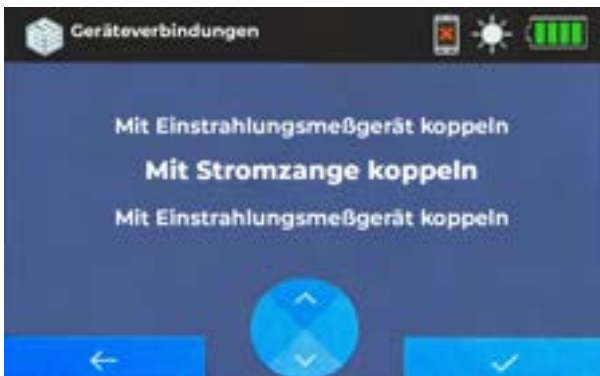 Geräteverbindungen
Mit Einstrahlungsmeßgerät koppeln
Mit Stromzange koppeln
Mit Einstrahlungsmeßgerät koppeln